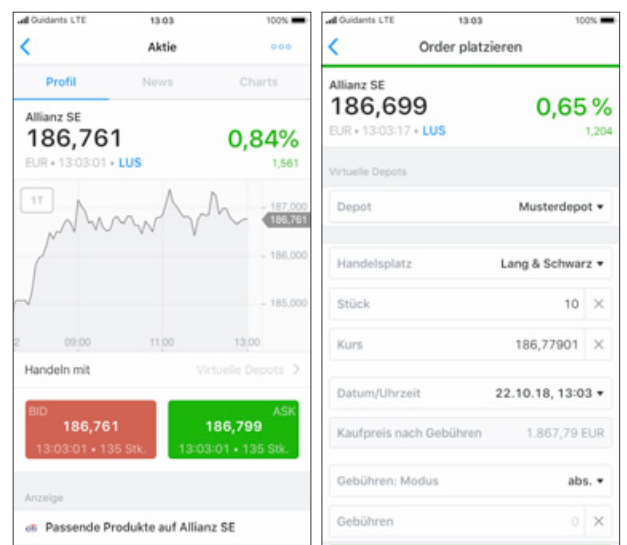 Guidants LTE 13:03 100%
Aktie
Profil News Charts
Allianz SE
186,761 0,84%
EUR • 13:03:01 • LUS 1,561
1T
187,000
186,761
186,000
185,000
2 09:00 11:00 13:00
Handeln mit Virtuelle Depots
BID ASK
186,761 186,799
13:03:01 • 135 Stk. 13:03:01 • 135 Stk.
Anzeige
citi Passende Produkte auf Allianz SE
Guidants LTE 13:03 100%
Order platzieren
Allianz SE
186,699 0,65 %
EUR • 13:03:17 • LUS 1,204
Virtuelle Depots
Depot Musterdepot
Handelsplatz Lang & Schwarz
Stück 10
Kurs 186,77901
Datum/Uhrzeit 22.10.18, 13:03
Kaufpreis nach Gebühren 1.867,79 EUR
Gebühren: Modus abs.
Gebühren 0